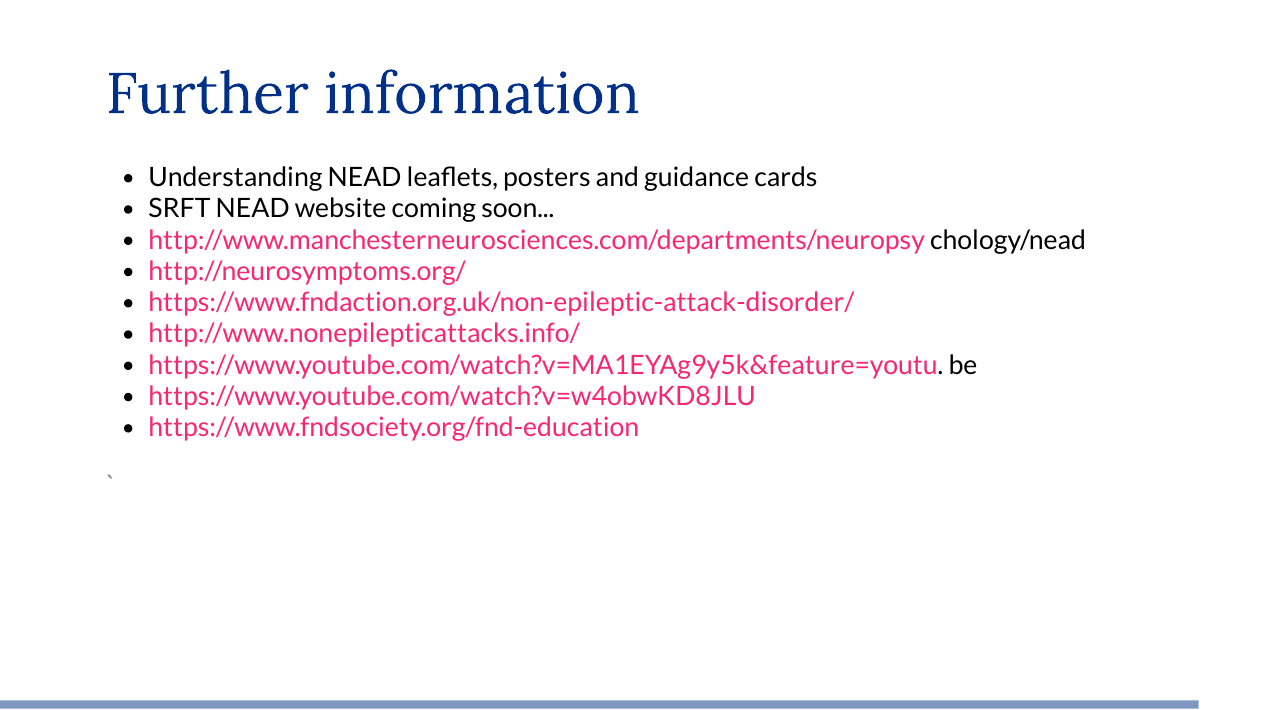 Further information
• Understanding NEAD leaflets, posters and guidance cards
• SRFT NEAD website coming soon...
• http://www.manchesterneurosciences.com/departments/neuropsy chology/nead
• http://neurosymptoms.org/
• https://www.fndaction.org.uk/non-epileptic-attack-disorder/
• http://www.nonepilepticattacks.info/
• https://www.youtube.com/watch?v=MA1EYAg9y5k&feature=youtu. be
• https://www.youtube.com/watch?v=w4obwKD8JLU
• https://www.fndsociety.org/fnd-education
`